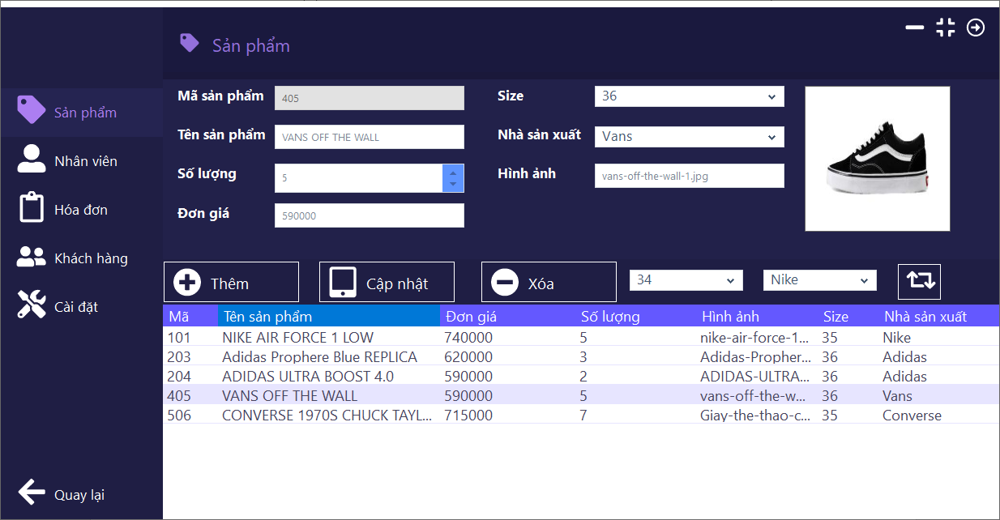 Sản phẩm
Sản phẩm
Nhân viên
Hóa đơn
Khách hàng
Cài đặt
Quay lại
Mã sản phẩm 405
Tên sản phẩm VANS OFF THE WALL
Số lượng 5
Đơn giá 590000
Size 36
Nhà sản xuất Vans
Hình ảnh vans-off-the-wall-1.jpg
Thêm Cập nhật Xóa 34 Nike
Mã Tên sản phẩm Đơn giá Số lượng Hình ảnh Size Nhà sản xuất
101 NIKE AIR FORCE 1 LOW 740000 5 nike-air-force-1... 35 Nike
203 Adidas Prophere Blue REPLICA 620000 3 Adidas-Propher... 36 Adidas
204 ADIDAS ULTRA BOOST 4.0 590000 2 ADIDAS-ULTRA... 36 Adidas
405 VANS OFF THE WALL 590000 5 vans-off-the-w... 36 Vans
506 CONVERSE 1970S CHUCK TAYL... 715000 7 Giay-the-thao-c... 35 Converse